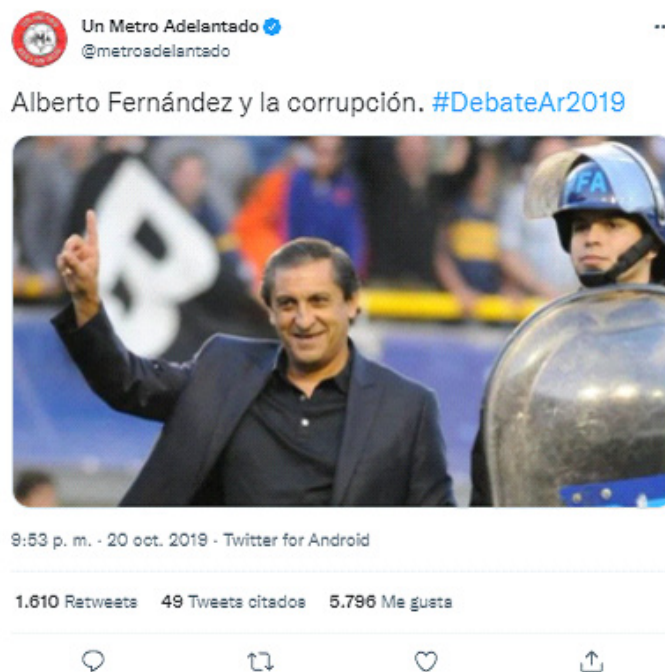 Un Metro Adelantado
@metroadelantado
Alberto Fernández y la corrupción. #DebateAr2019
B
FA
9:53 p. m. · 20 oct. 2019 · Twitter for Android
1.610 Retweets 49 Tweets citados 5.796 Me gusta